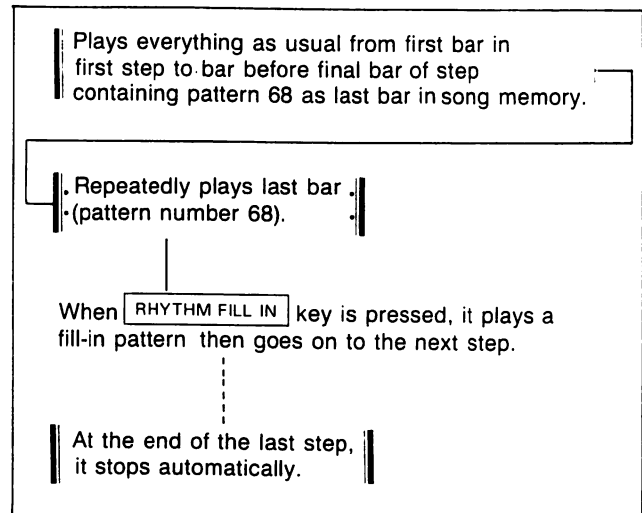 Plays everything as usual from first bar in
first step to bar before final bar of step
containing pattern 68 as last bar in song memory.
Repeatedly plays last bar
(pattern number 68).
When RHYTHM FILL IN key is pressed, it plays a
fill-in pattern then goes on to the next step.
At the end of the last step,
it stops automatically.